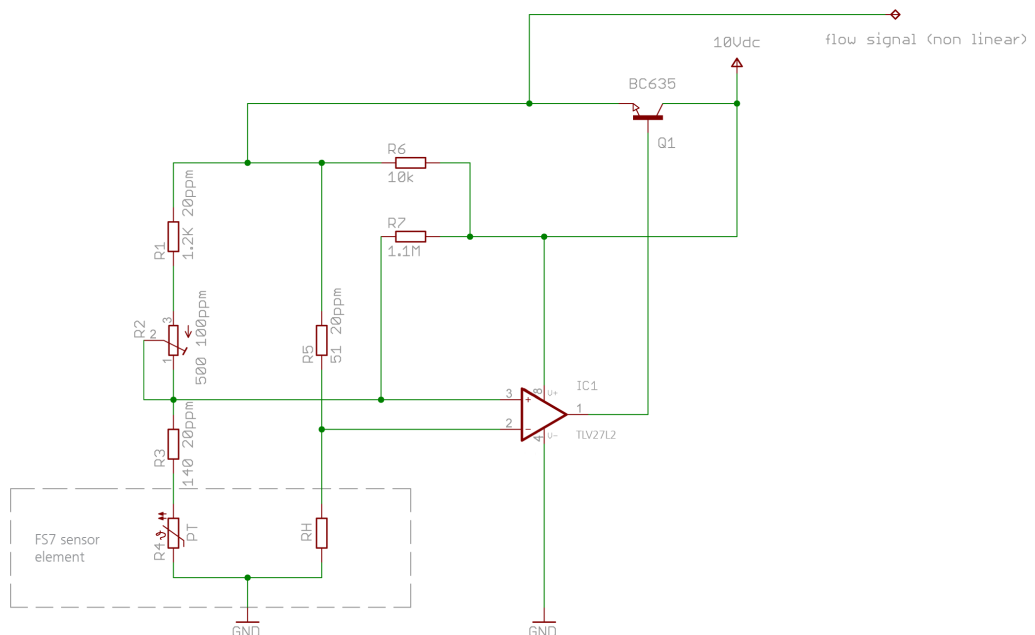 flow signal (non linear)
10Vdc
BC635
Q1
R6
10k
R7
1.1M
R1
1.2K 20ppm
R2
3
2
1
500 100ppm
R5
51 20ppm
R3
140 20ppm
3
+
2
-
8
V+
IC1
1
4
V-
TLV27L2
FS7 sensor
element
R4
PT
RH
GND
GND